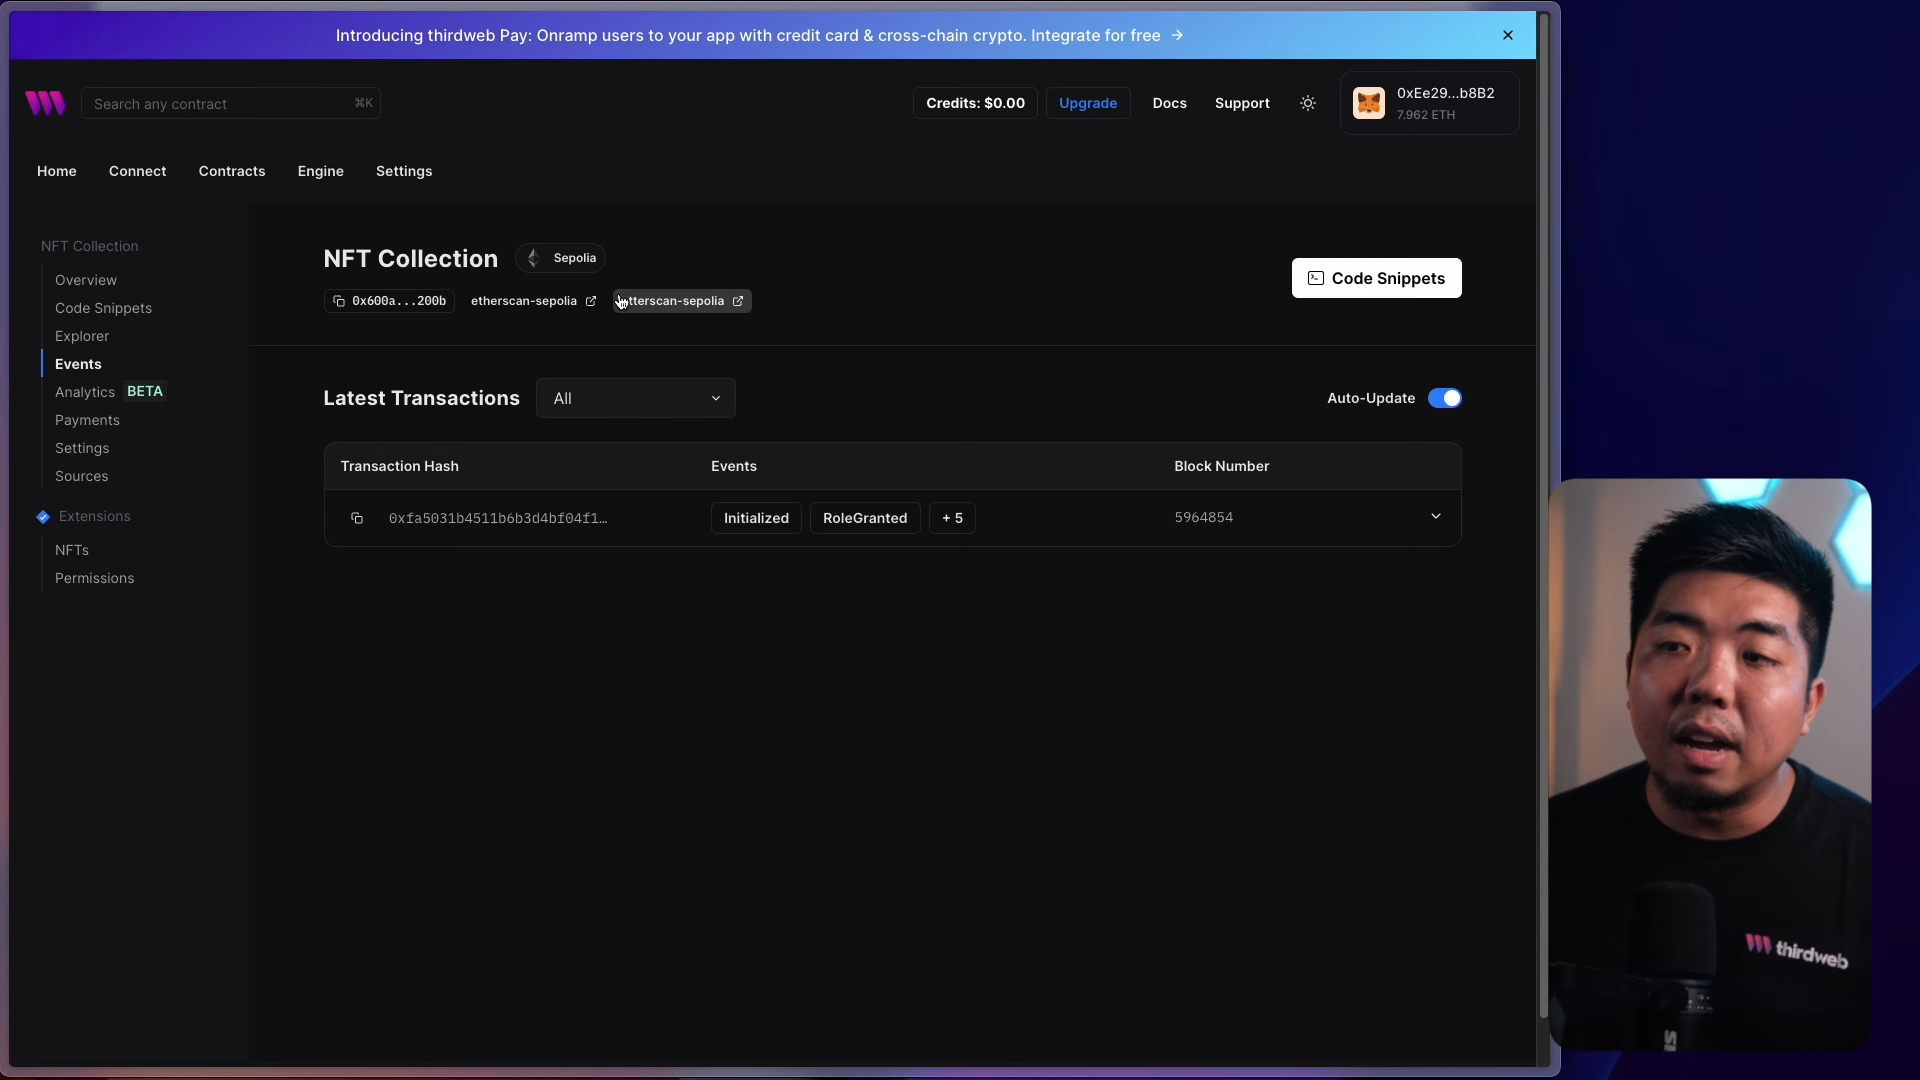 Introducing thirdweb Pay: Onramp users to your app with credit card & cross-chain crypto. Integrate for free →
Search any contract ⌘K
Credits: $0.00
Upgrade
Docs
Support
0xEe29...b8B2
7.962 ETH
Home
Connect
Contracts
Engine
Settings
NFT Collection
Overview
Code Snippets
Explorer
Events
Analytics BETA
Payments
Settings
Sources
Extensions
NFTs
Permissions
NFT Collection
Sepolia
0x600a...200b
etherscan-sepolia
tterscan-sepolia
Code Snippets
Latest Transactions
All
Auto-Update
Transaction Hash Events Block Number
0xfa5031b4511b6b3d4bf04f1… Initialized RoleGranted + 5 5964854
thirdweb